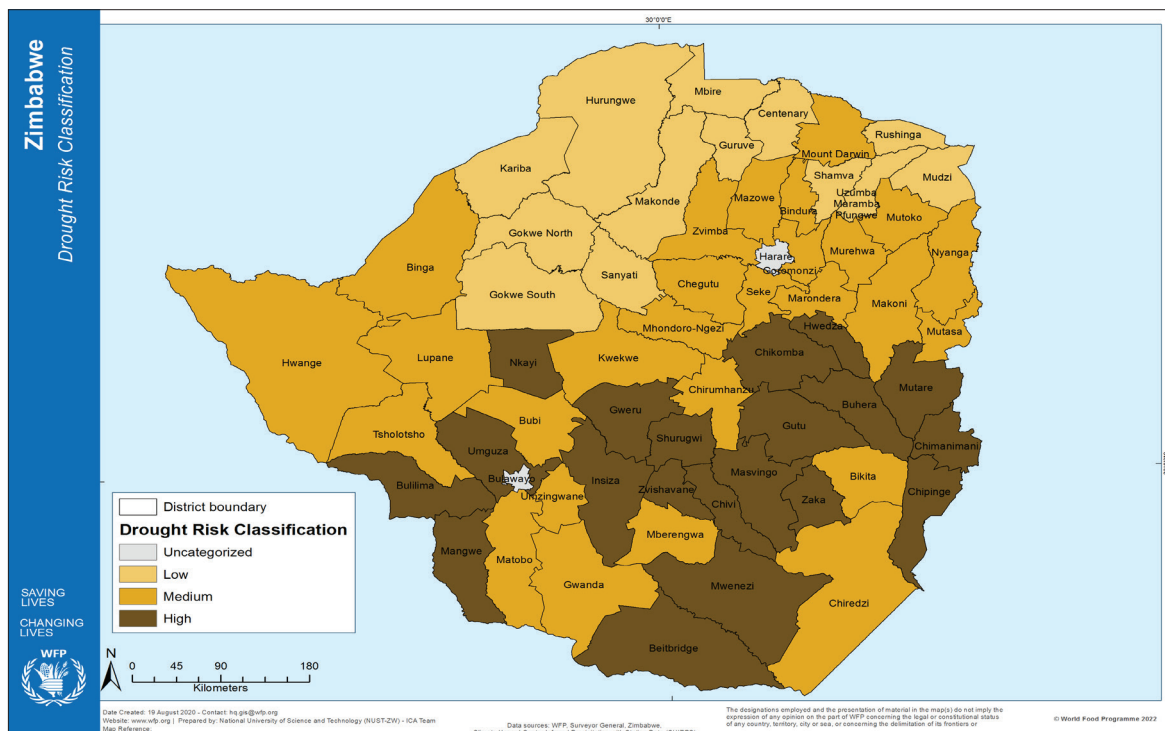 Zimbabwe
Drought Risk Classification
30°0'0"E
Hurungwe
Mbire
Centenary
Rushinga
Guruve
Mount Darwin
Kariba
Shamva
Mudzi
Uzumba
Maramba
Pfungwe
Makonde
Mazowe
Bindura
Mutoko
Gokwe North
Zvimba
Murehwa
Nyanga
Harare
Binga
Sanyati
Goromonzi
Chegutu
Seke
Gokwe South
Marondera
Makoni
Mhondoro-Ngezi
Hwedza
Mutasa
Hwange
Lupane
Nkayi
Kwekwe
Chikomba
Chirumhanzu
Mutare
Buhera
Gweru
Bubi
Gutu
Tsholotsho
Shurugwi
Chimanimani
Umguza
Masvingo
Bikita
Bulawayo
Insiza
Zvishavane
Bulilima
Umzingwane
Chivi
Zaka
Chipinge
Mberengwa
Mangwe
Matobo
Gwanda
Mwenezi
Chiredzi
Beitbridge
District boundary
Drought Risk Classification
Uncategorized
Low
Medium
High
SAVING
LIVES
CHANGING
LIVES
WFP
N
0 45 90 180
Kilometers
Date Created: 19 August 2020 - Contact: hq.gis@wfp.org
Website: www.wfp.org | Prepared by: National University of Science and Technology (NUST-ZW) - ICA Team
Map Reference:
Data sources: WFP, Surveyor General, Zimbabwe,
The designations employed and the presentation of material in the map(s) do not imply the
expression of any opinion on the part of WFP concerning the legal or constitutional status
of any country, territory, city or sea, or concerning the delimitation of its frontiers or
© World Food Programme 2022